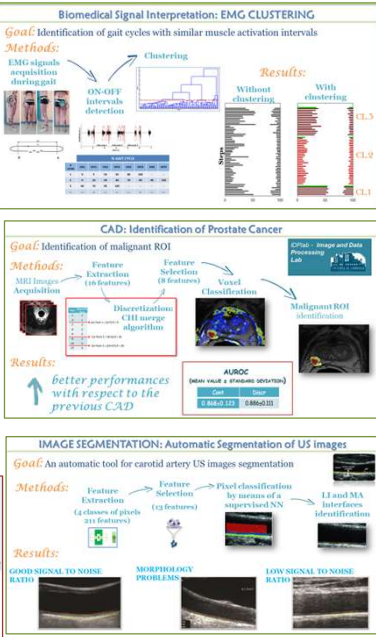 Biomedical Signal Interpretation: EMG CLUSTERING
Goal: Identification of gait cycles with similar muscle activation intervals
Methods:
EMG signals
acquisition
during gait
ON-OFF
intervals
detection
Clustering
Results:
Without
clustering
With
clustering
Steps
CL.3
CL.2
CL.1
% GAIT CYCLE
CAD: Identification of Prostate Cancer
Goal: Identification of malignant ROI
Image and Data
Processing
Lab
Methods:
MRI Images
Acquisition
Feature
Extraction
(16 features)
Feature
Selection
(8 features)
Discretization:
CHI merge
algorithm
Voxel
Classification
Malignant ROI
identification
Results:
better performances
with respect to the
previous CAD
AUROC
(MEAN VALUE ± STANDARD DEVIATION)
Cont Discr
0.868±0.123 0.886±0.111
IMAGE SEGMENTATION: Automatic Segmentation of US images
Goal: An automatic tool for carotid artery US images segmentation
Methods:
Feature
Extraction
(4 classes of pixels
211 features)
Feature
Selection
(13 features)
Pixel classification
by means of a
supervised NN
LI and MA
interfaces
identification
Results:
GOOD SIGNAL TO NOISE
RATIO
MORPHOLOGY
PROBLEMS
LOW SIGNAL TO NOISE
RATIO